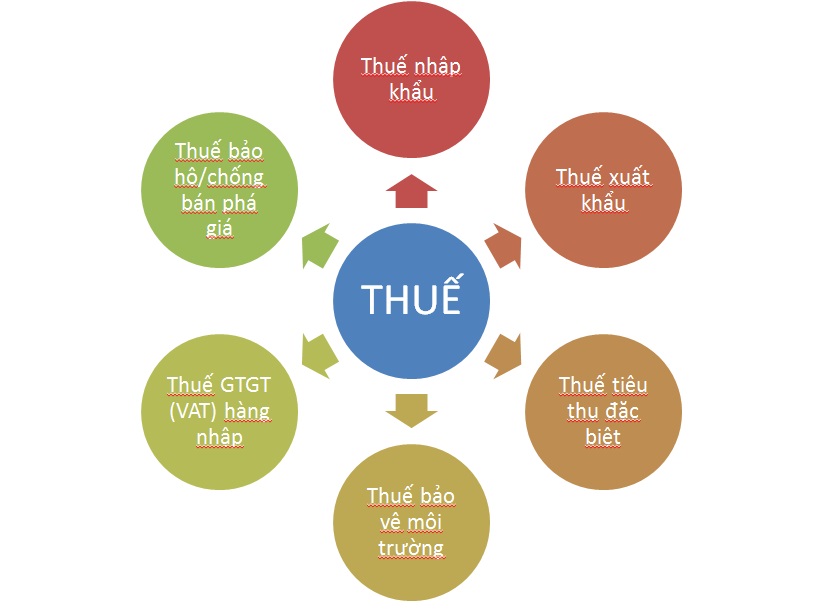 Thuế nhập
khẩu
Thuế xuất
khẩu
Thuế tiêu
thụ đặc
biệt
Thuế bảo
vệ môi
trường
Thuế GTGT
(VAT) hàng
nhập
Thuế bảo
hộ/chống
bán phá
giá
THUẾ